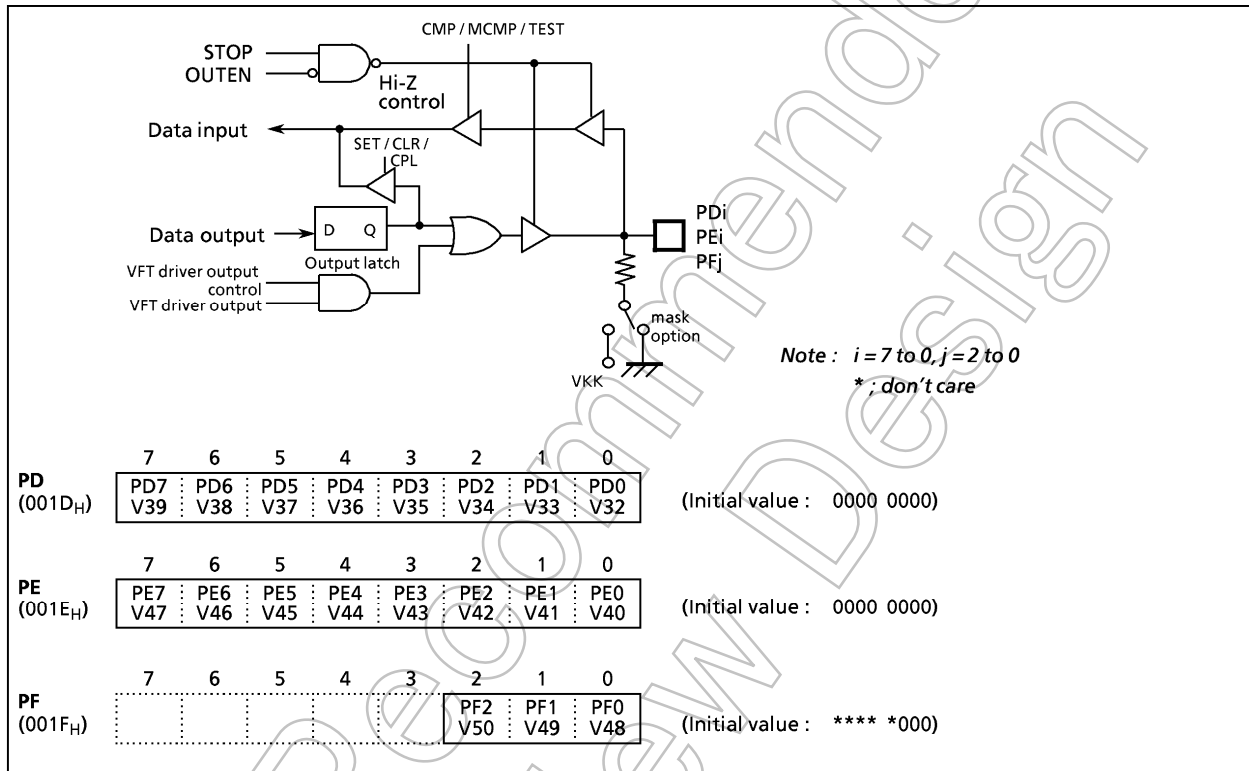 CMP / MCMP / TEST
STOP
OUTEN
Hi-Z
control
Data input
SET / CLR /
CPL
Data output
D Q
Output latch
VFT driver output
control
VFT driver output
PDi
PEi
PFj
mask
option
VKK
Note : i = 7 to 0, j = 2 to 0
* ; don't care
7 6 5 4 3 2 1 0
PD
(001DH)
PD7 PD6 PD5 PD4 PD3 PD2 PD1 PD0
V39 V38 V37 V36 V35 V34 V33 V32
(Initial value : 0000 0000)
7 6 5 4 3 2 1 0
PE
(001EH)
PE7 PE6 PE5 PE4 PE3 PE2 PE1 PE0
V47 V46 V45 V44 V43 V42 V41 V40
(Initial value : 0000 0000)
7 6 5 4 3 2 1 0
PF
(001FH)
PF2 PF1 PF0
V50 V49 V48
(Initial value : **** *000)
Recommende
ew Design